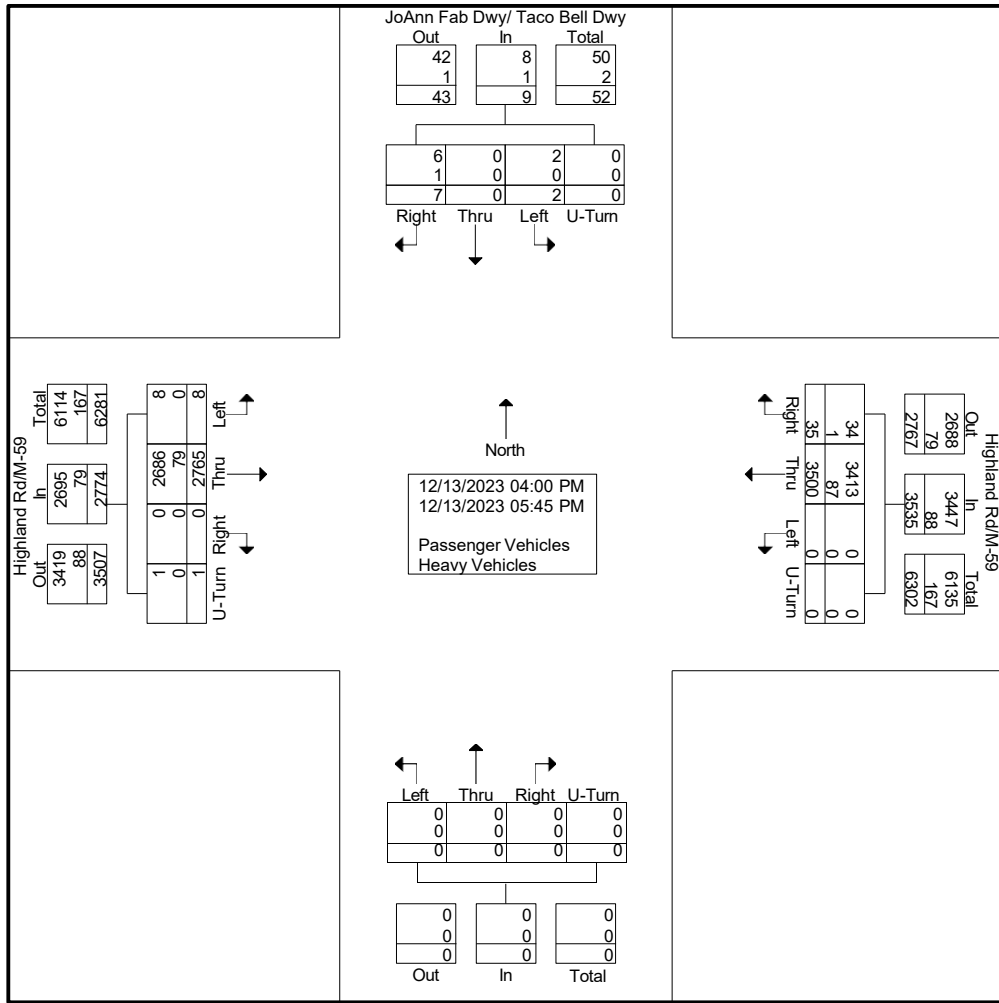 JoAnn Fab Dwy/ Taco Bell Dwy
Out In Total
42 8 50
1 1 2
43 9 52
6 0 2 0
1 0 0 0
7 0 2 0
Right Thru Left U-Turn
Highland Rd/M-59
Total In Out
6114 2695 3419
167 79 88
6281 2774 3507
8 2686 0 1
0 79 0 0
8 2765 0 1
Left Thru Right U-Turn
North
12/13/2023 04:00 PM
12/13/2023 05:45 PM
Passenger Vehicles
Heavy Vehicles
Highland Rd/M-59
Out In Total
2688 3447 6135
79 88 167
2767 3535 6302
34 3413 0 0
1 87 0 0
35 3500 0 0
Right Thru Left U-Turn
Left Thru Right U-Turn
0 0 0 0
0 0 0 0
0 0 0 0
0 0 0
0 0 0
0 0 0
Out In Total